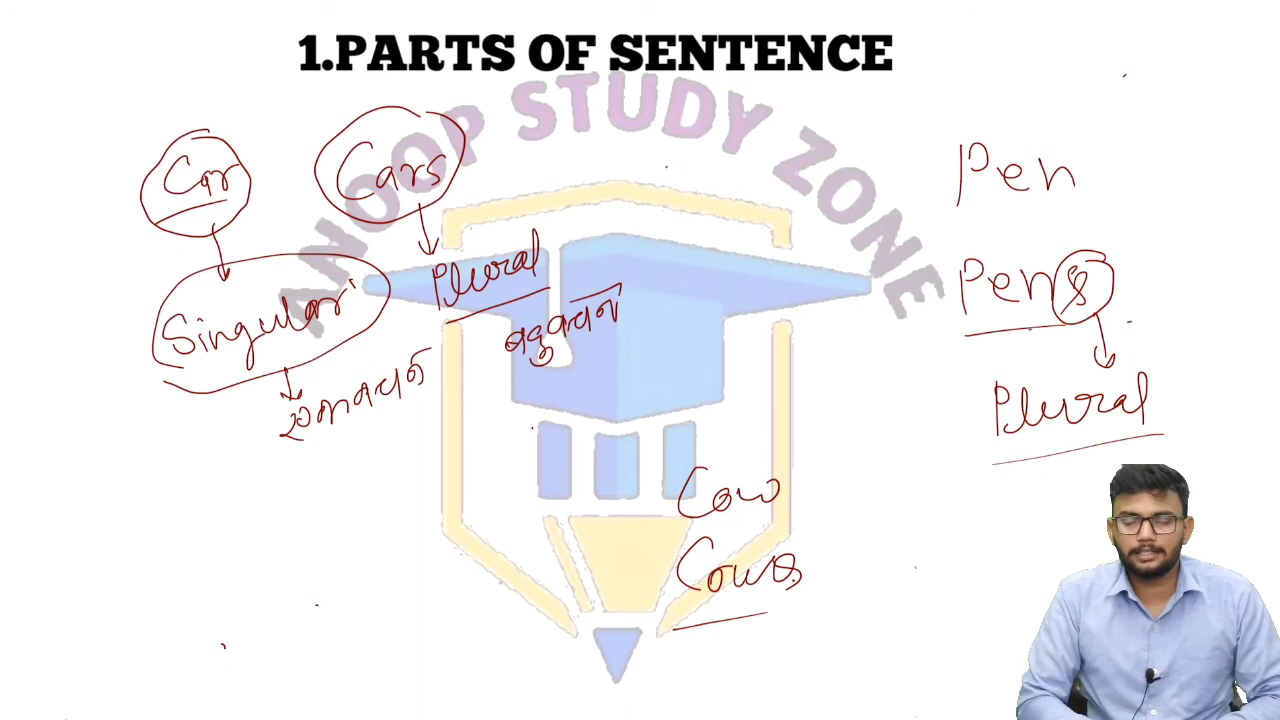 1.PARTS OF SENTENCE
ANOOP STUDY ZONE
Car
Cars
Singular
Plural
Pen
Pens
Plural
Cow
Cows